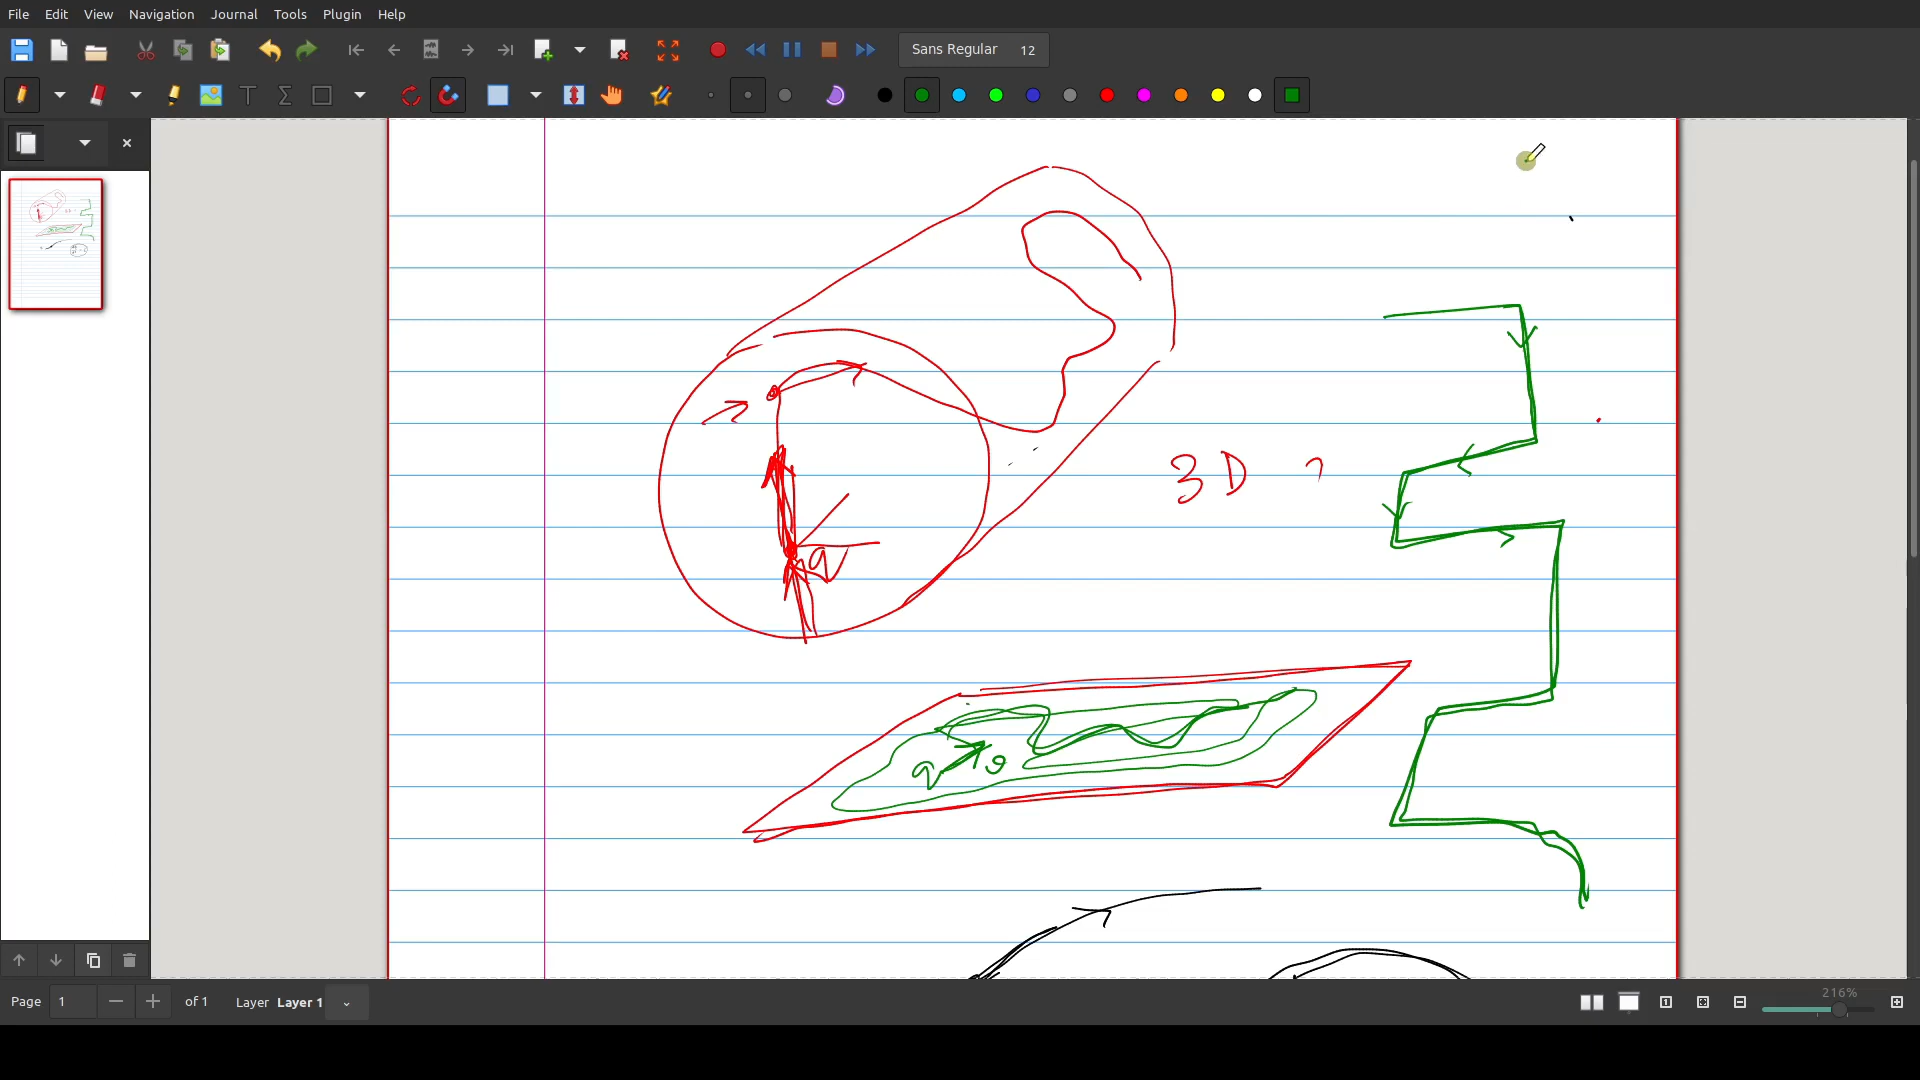 File Edit View Navigation Journal Tools Plugin Help
Sans Regular 12
3D ?
q
q
Page 1 of 1 Layer Layer 1
216%